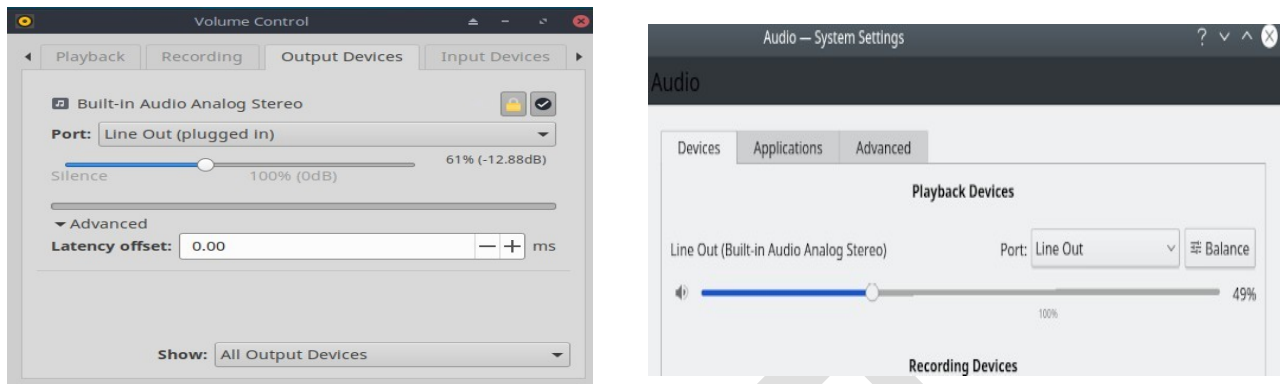 Volume Control
Playback Recording Output Devices Input Devices
Built-in Audio Analog Stereo
Port: Line Out (plugged in)
61% (-12.88dB)
Silence 100% (0dB)
Advanced
Latency offset: 0.00 ms
Show: All Output Devices
Audio — System Settings
Audio
Devices Applications Advanced
Playback Devices
Line Out (Built-in Audio Analog Stereo) Port: Line Out Balance
49%
100%
Recording Devices